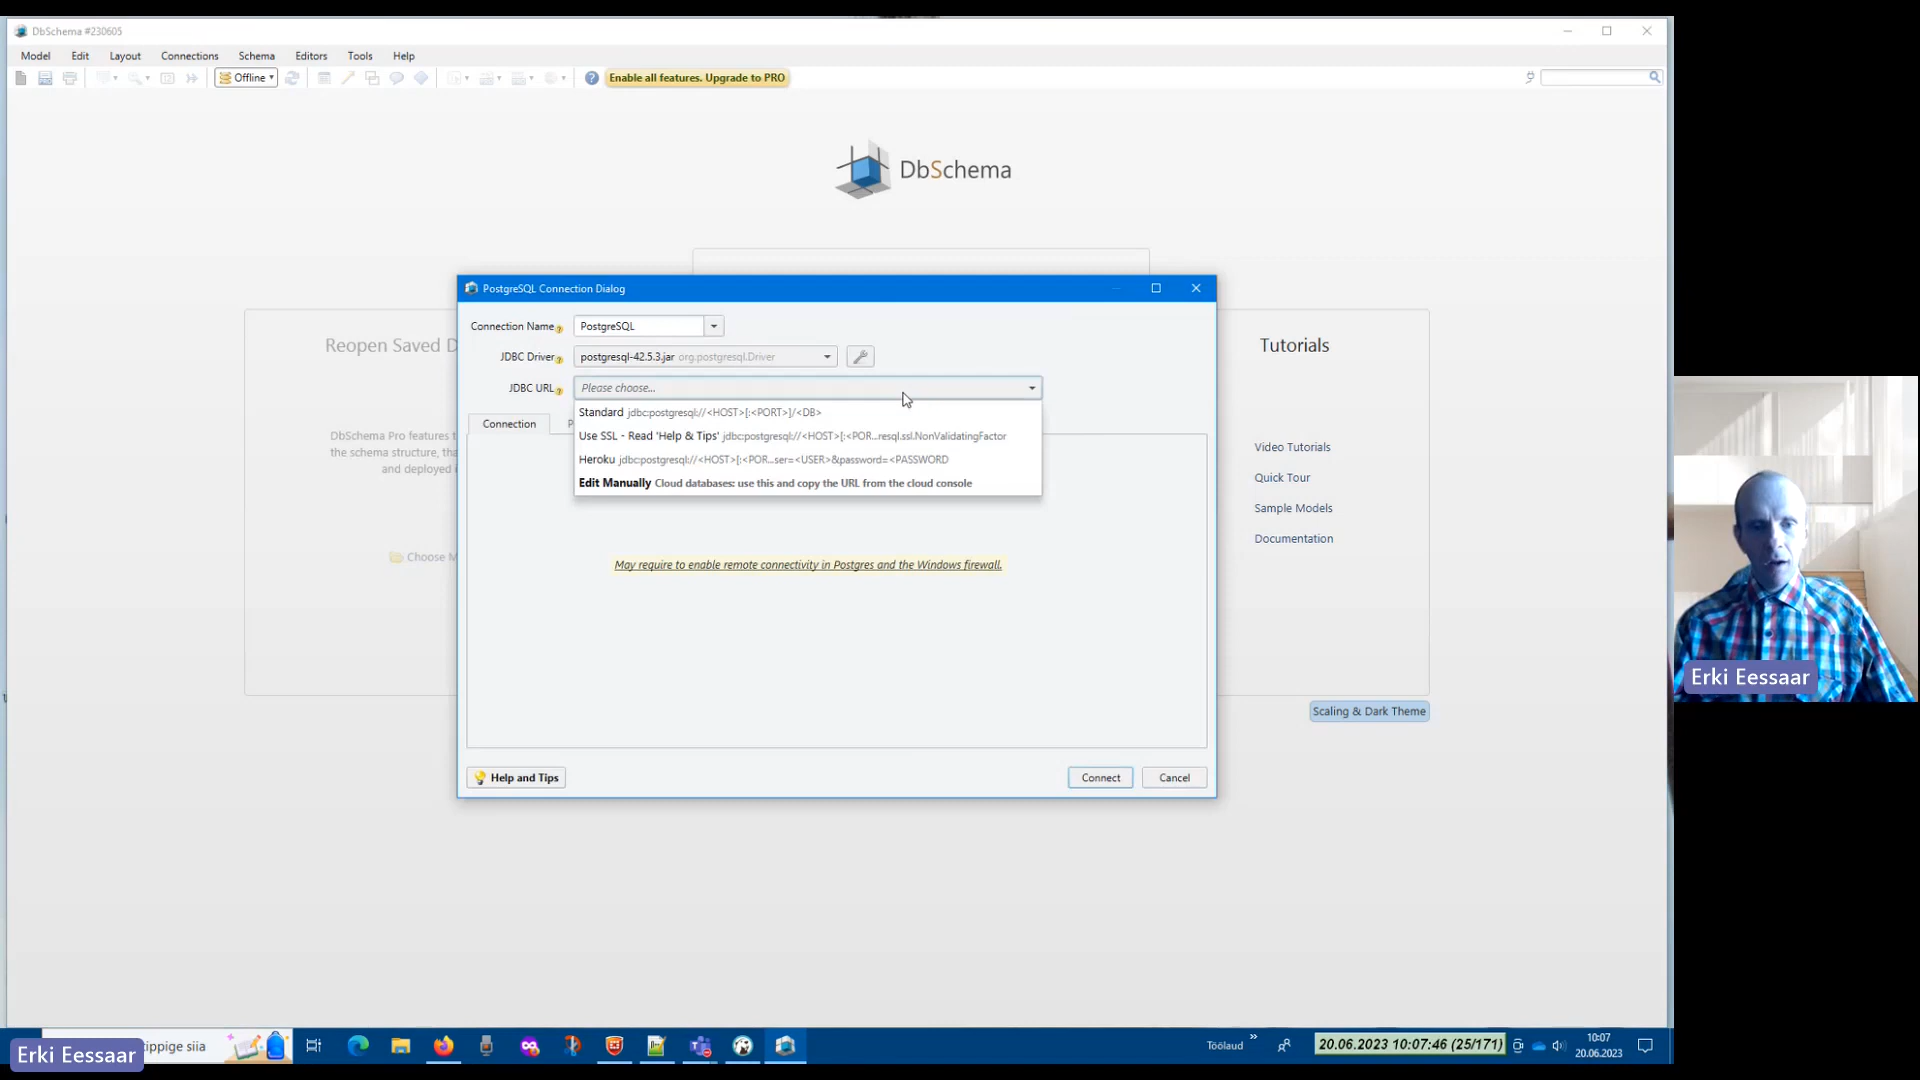 DbSchema #230605
Model Edit Layout Connections Schema Editors Tools Help
Offline
Enable all features. Upgrade to PRO
DbSchema
PostgreSQL Connection Dialog
Connection Name
PostgreSQL
JDBC Driver
postgresql-42.5.3.jar org.postgresql.Driver
JDBC URL
Please choose...
Standard jdbc:postgresql://<HOST>[:<PORT>]/<DB>
Use SSL - Read 'Help & Tips' jdbc:postgresql://<HOST>[:<POR...resql.ssl.NonValidatingFactor
Heroku jdbc:postgresql://<HOST>[:<POR...ser=<USER>&password=<PASSWORD
Edit Manually Cloud databases: use this and copy the URL from the cloud console
Connection
May require to enable remote connectivity in Postgres and the Windows firewall.
Help and Tips
Connect
Cancel
Reopen Saved D
DbSchema Pro features t
the schema structure, tha
and deployed i
Choose M
Tutorials
Video Tutorials
Quick Tour
Sample Models
Documentation
Scaling & Dark Theme
Erki Eessaar
Erki Eessaar
ippige siia
Töölaud
20.06.2023 10:07:46 (25/171)
10:07
20.06.2023